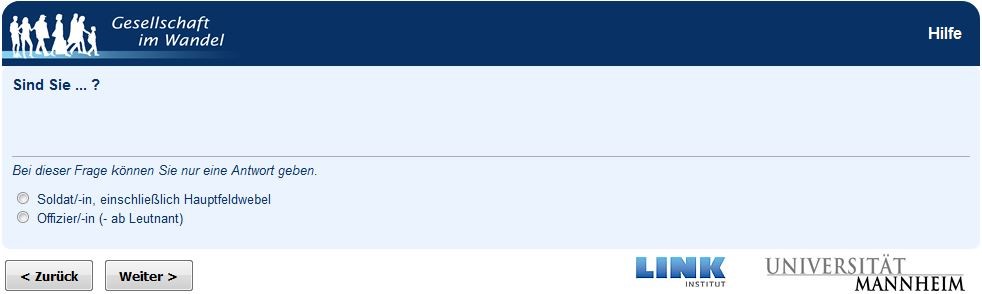 Gesellschaft
im Wandel
Hilfe
Sind Sie ... ?
Bei dieser Frage können Sie nur eine Antwort geben.
Soldat/-in, einschließlich Hauptfeldwebel
Offizier/-in (- ab Leutnant)
< Zurück
Weiter >
LINK
INSTITUT
UNIVERSITÄT
MANNHEIM